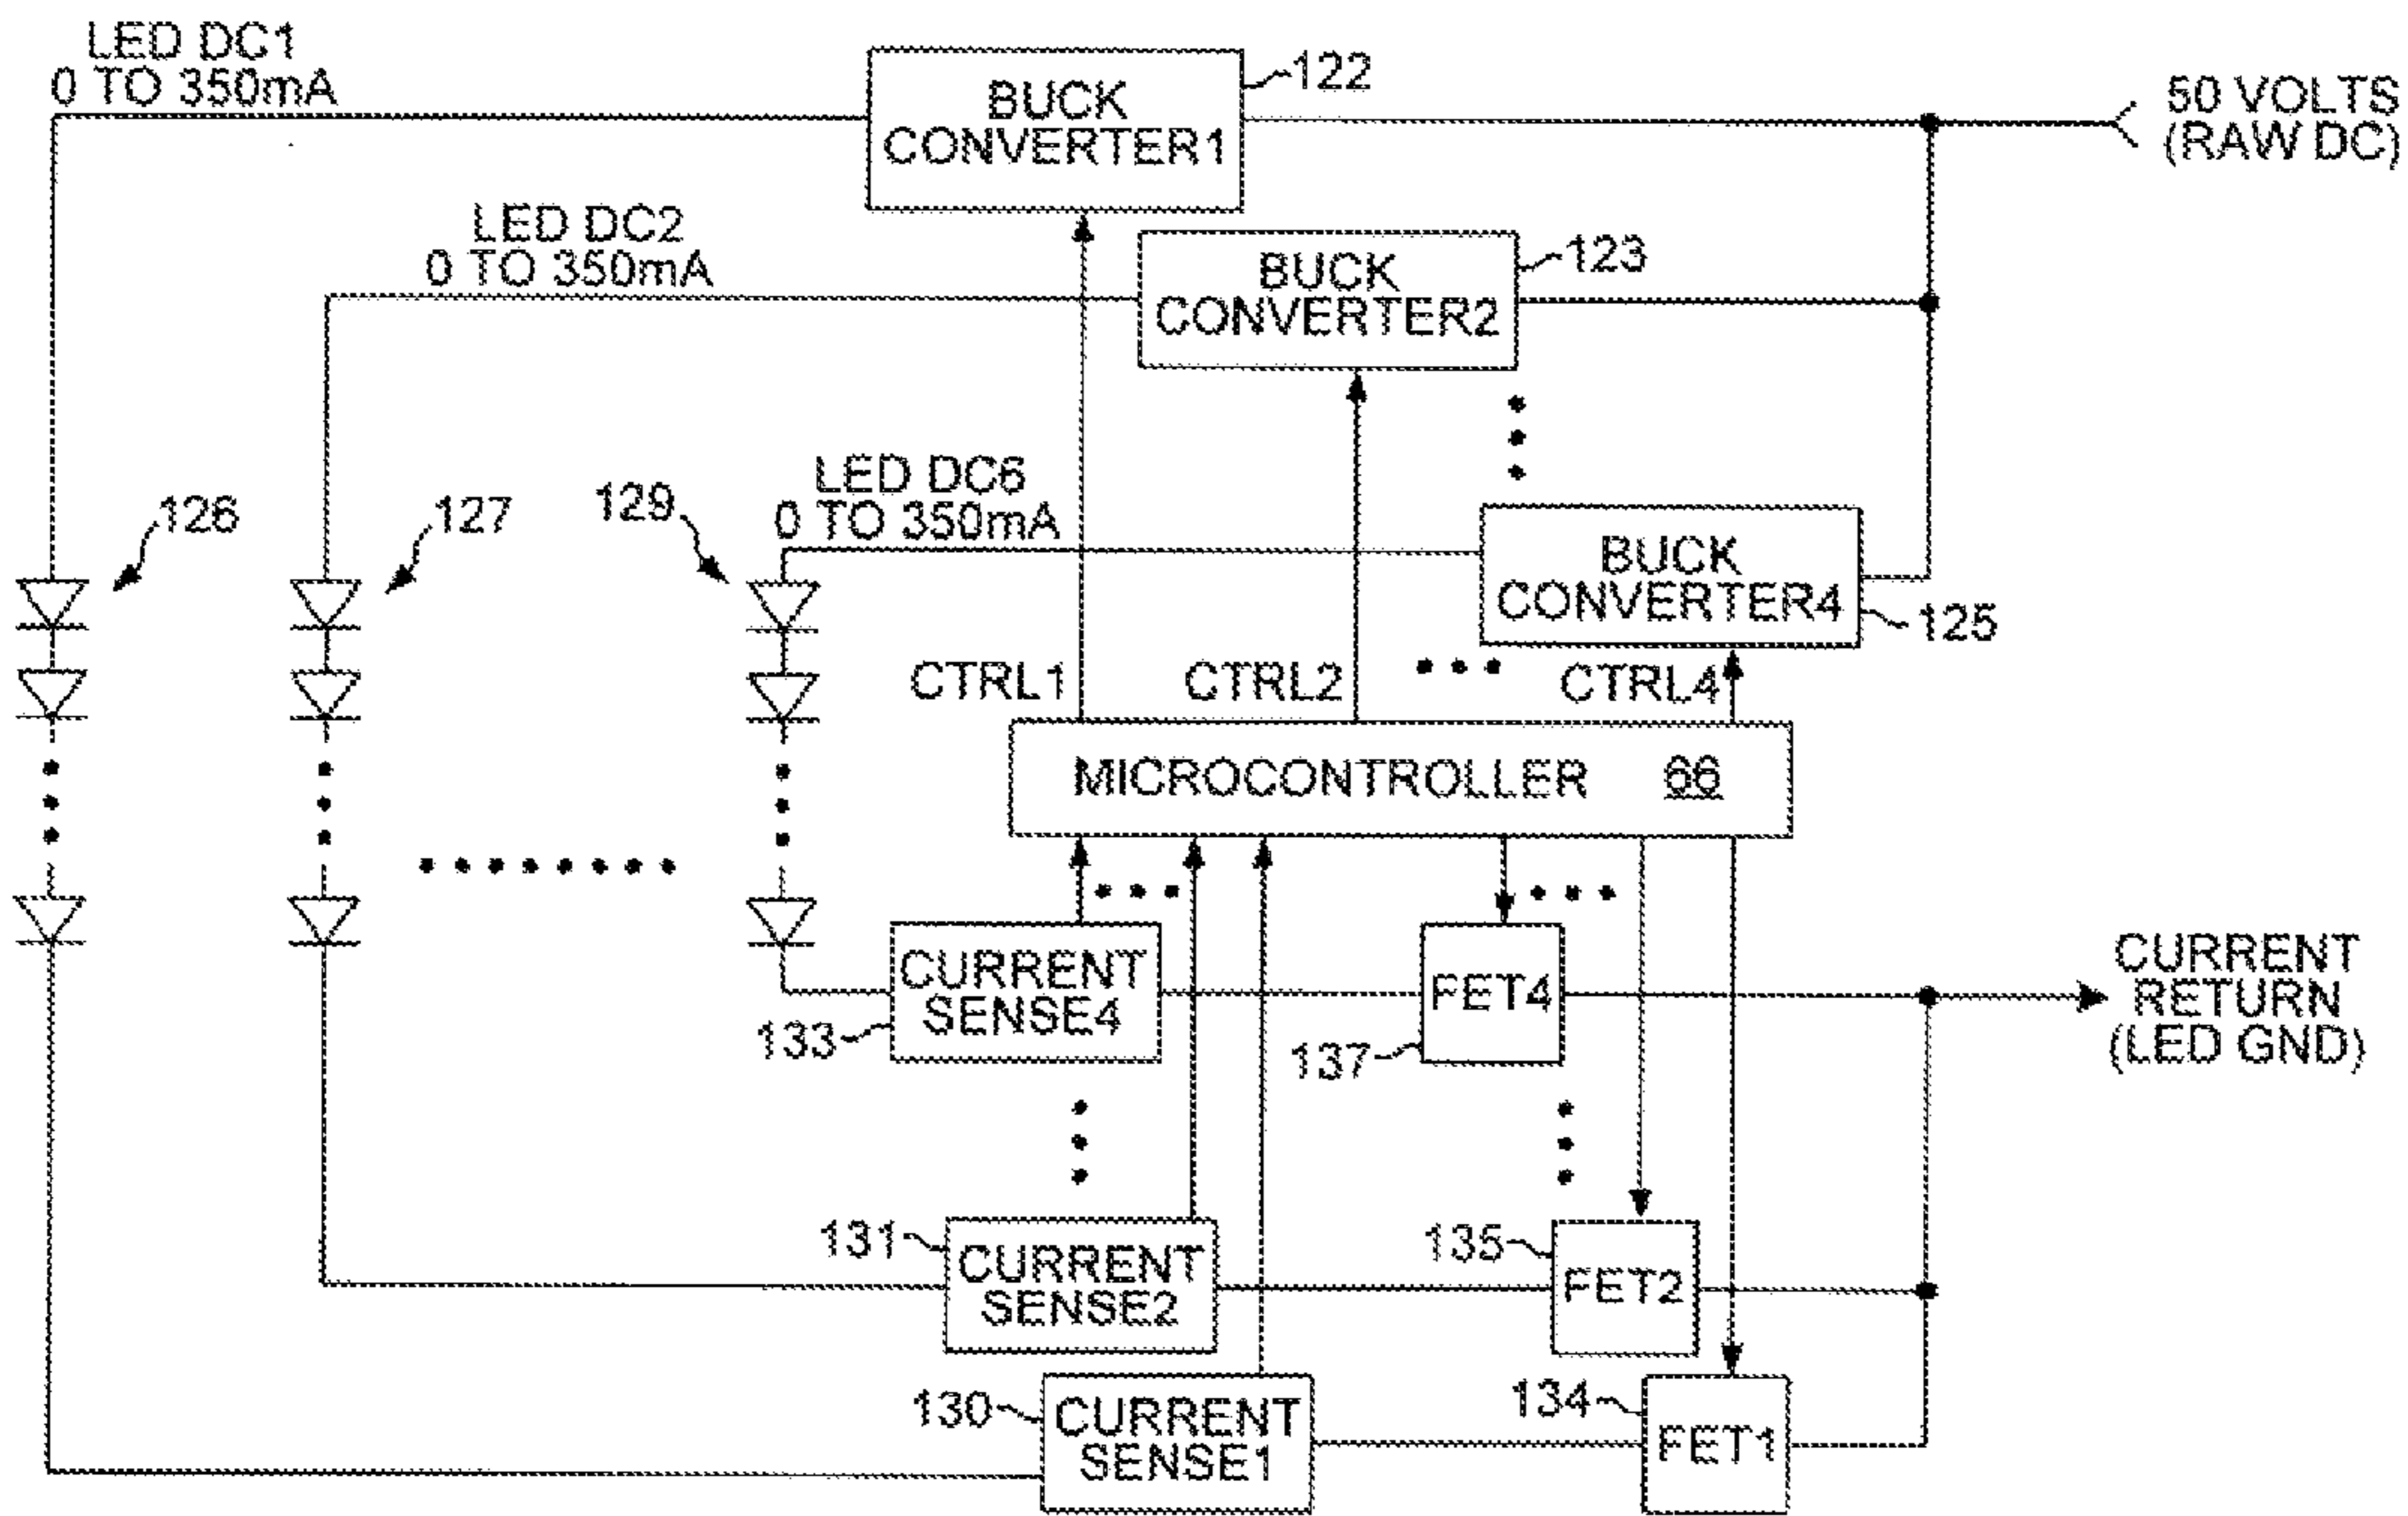 LED DC1
0 TO 350mA
BUCK
CONVERTER1
122
50 VOLTS
(RAW DC)
LED DC2
0 TO 350mA
BUCK
CONVERTER2
123
LED DC6
0 TO 350mA
126
127
129
BUCK
CONVERTER4
125
CTRL1
CTRL2
CTRL4
MICROCONTROLLER 66
CURRENT
SENSE4
133
FET4
137
CURRENT
RETURN
(LED GND)
131
CURRENT
SENSE2
135
FET2
130
CURRENT
SENSE1
134
FET1